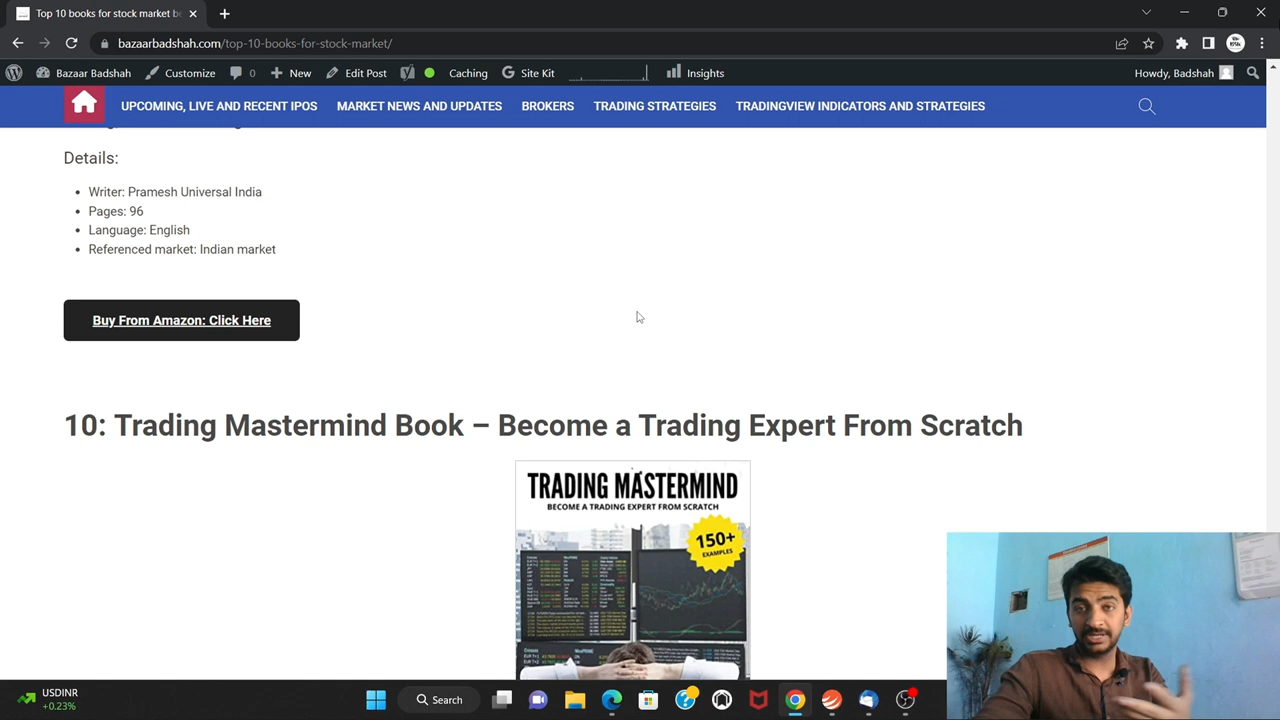 Top 10 books for stock market be
bazaarbadshah.com/top-10-books-for-stock-market/
Bazaar Badshah
Customize
0
New
Edit Post
Caching
Site Kit
Insights
Howdy, Badshah
UPCOMING, LIVE AND RECENT IPOS
MARKET NEWS AND UPDATES
BROKERS
TRADING STRATEGIES
TRADINGVIEW INDICATORS AND STRATEGIES
Details:
Writer: Pramesh Universal India
Pages: 96
Language: English
Referenced market: Indian market
Buy From Amazon: Click Here
10: Trading Mastermind Book – Become a Trading Expert From Scratch
TRADING MASTERMIND
BECOME A TRADING EXPERT FROM SCRATCH
150+
EXAMPLES
USDINR
+0.23%
Search